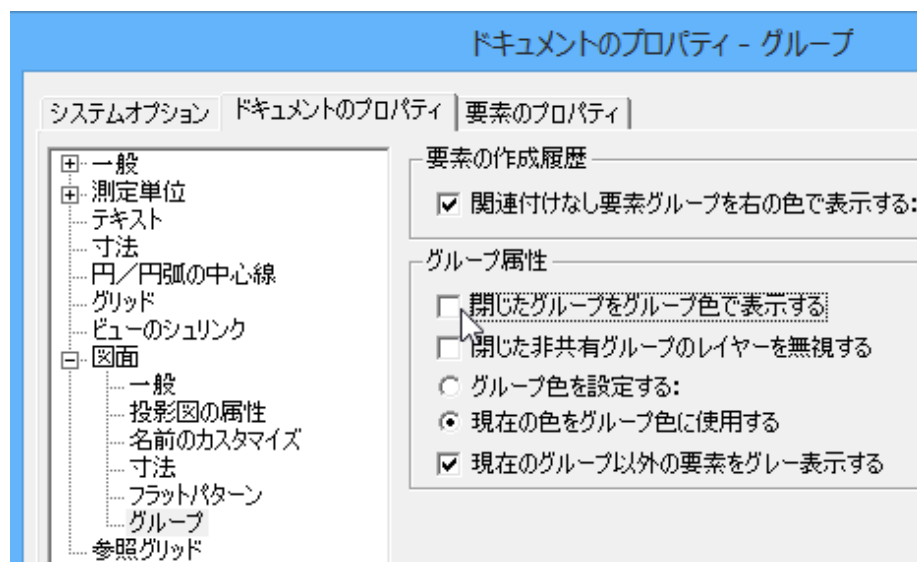 ドキュメントのプロパティ - グループ
システムオプション ドキュメントのプロパティ 要素のプロパティ
一般
測定単位
テキスト
寸法
円／円弧の中心線
グリッド
ビューのシュリンク
図面
一般
投影図の属性
名前のカスタマイズ
寸法
フラットパターン
グループ
参照グリッド
要素の作成履歴
関連付けなし要素グループを右の色で表示する:
グループ属性
閉じたグループをグループ色で表示する
閉じた非共有グループのレイヤーを無視する
グループ色を設定する:
現在の色をグループ色に使用する
現在のグループ以外の要素をグレー表示する